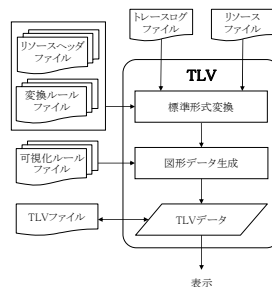 トレースログ
ファイル
リソース
ファイル
リソースヘッダ
ファイル
TLV
変換ルール
ファイル
標準形式変換
可視化ルール
ファイル
図形データ生成
TLVファイル
TLVデータ
表示